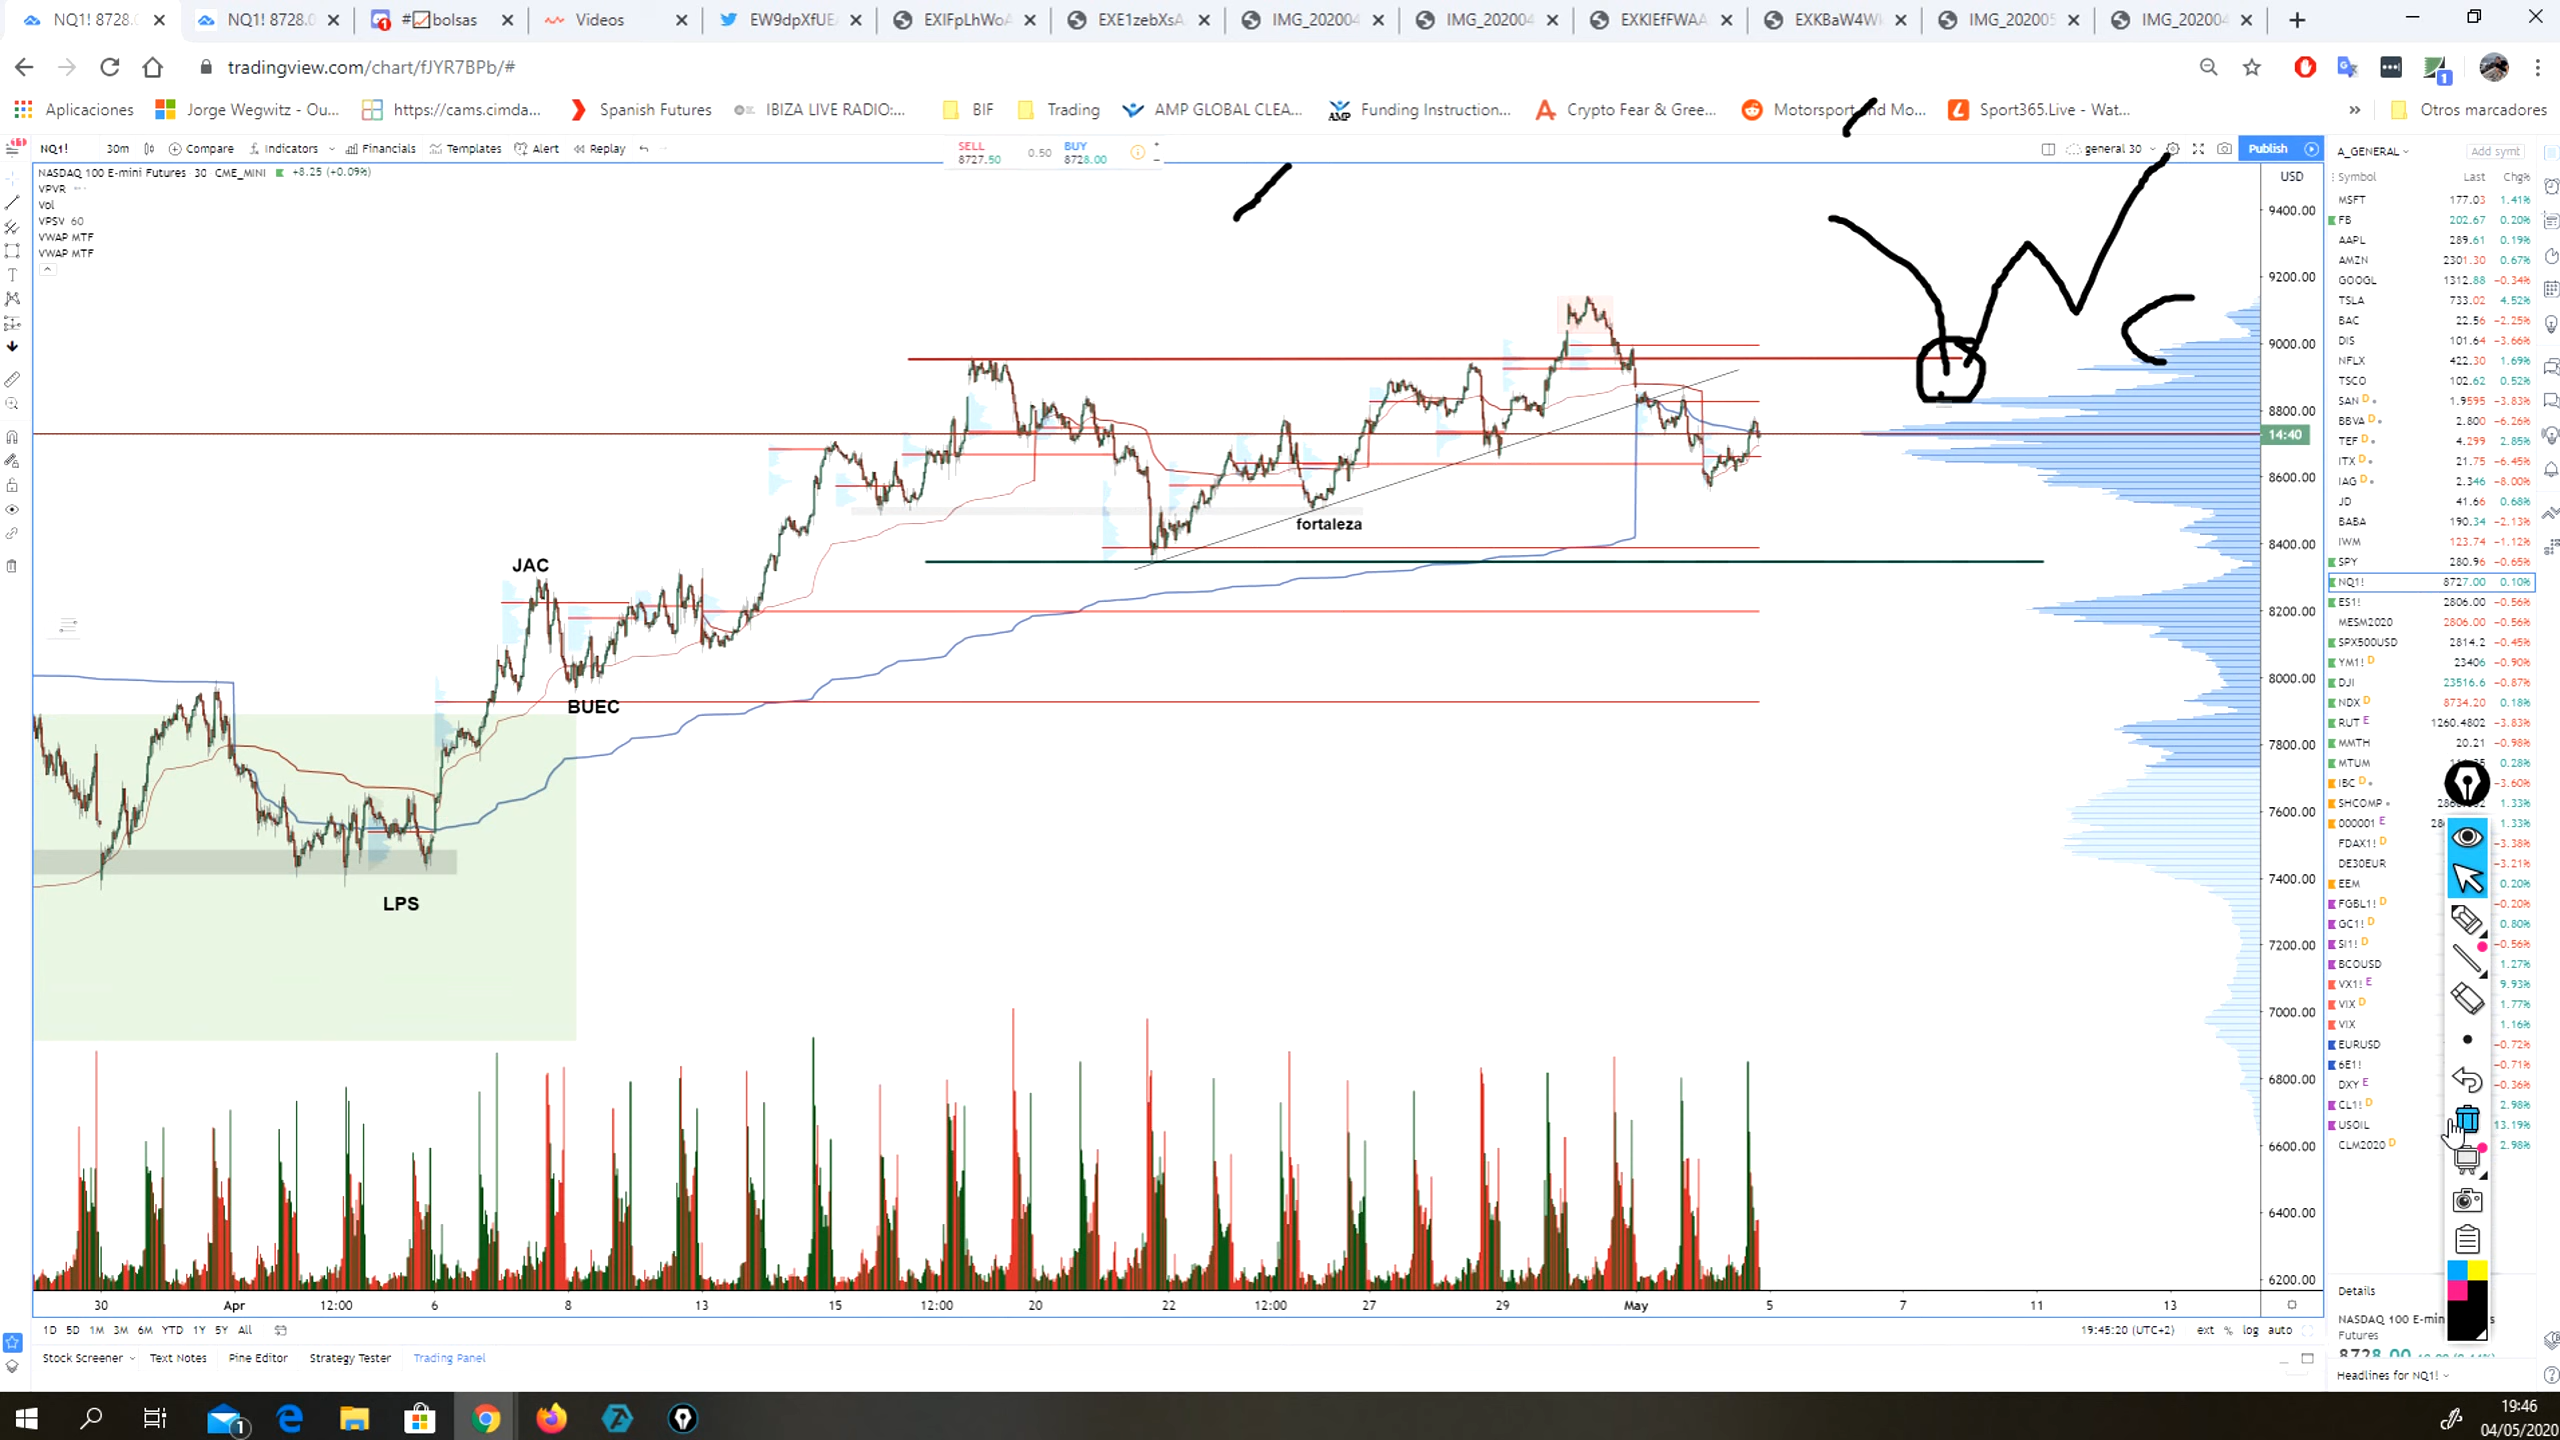 NQ1! 8728.0
NQ1! 8728.0
#bolsas
Videos
EW9dpXfUE
EXIFpLhWoA
EXE1zebXsA
IMG_202004
IMG_202004
EXKIEfFWAA
EXKBaW4W
IMG_202005
IMG_202004
tradingview.com/chart/fJYR7BPb/#
Aplicaciones
Jorge Wegwitz - Ou...
https://cams.cimda...
Spanish Futures
IBIZA LIVE RADIO:...
BIF
Trading
AMP GLOBAL CLEA...
Funding Instruction...
Crypto Fear & Gree...
Motorsport and Mo...
Sport365.Live - Wat...
Otros marcadores
NQ1! 30m Compare Indicators Financials Templates Alert Replay
SELL 8727.50 0.50 BUY 8728.00
general 30 Publish
NASDAQ 100 E-mini Futures · 30 · CME_MINI +8.25 (+0.09%)
VPVR
Vol
VPSV 60
VWAP MTF
VWAP MTF
JAC
BUEC
LPS
fortaleza
C
USD
9400.00
9200.00
9000.00
8800.00
14:40
8600.00
8400.00
8200.00
8000.00
7800.00
7600.00
7400.00
7200.00
7000.00
6800.00
6600.00
6400.00
6200.00
30 Apr 12:00 6 8 13 15 12:00 20 22 12:00 27 29 May 5 7 11 13
1D 5D 1M 3M 6M YTD 1Y 5Y All
19:45:20 (UTC+2) ext % log auto
Stock Screener Text Notes Pine Editor Strategy Tester Trading Panel
A_GENERAL Add symt
Symbol Last Chg%
MSFT 177.03 1.41%
FB 202.67 0.20%
AAPL 289.61 0.19%
AMZN 2301.30 0.67%
GOOGL 1312.88 -0.34%
TSLA 733.02 4.52%
BAC 22.56 -2.25%
DIS 101.64 -3.66%
NFLX 422.30 1.69%
TSCO 102.62 0.52%
SAN D 1.9595 -3.83%
BBVA D 2.800 -6.26%
TEF D 4.299 2.85%
ITX D 21.75 -6.45%
IAG D 2.346 -8.00%
JD 41.66 0.68%
BABA 190.34 -2.13%
IWM 123.74 -1.12%
SPY 280.96 -0.65%
NQ1! 8727.00 0.10%
ES1! 2806.00 -0.56%
MESM2020 2806.00 -0.56%
SPX500USD 2814.2 -0.45%
YM1! D 23406 -0.90%
DJI 23516.6 -0.87%
NDX D 8734.20 0.18%
RUT E 1260.4802 -3.83%
MMTH 20.21 -0.98%
MTUM 0.28%
IBC D -3.60%
SHCOMP 1.33%
000001 E 1.33%
FDAX1! D -3.38%
DE30EUR -3.21%
EEM 0.20%
FGBL1! D -0.20%
GC1! D 0.80%
SI1! D -0.56%
BCOUSD 1.27%
VX1! E 9.93%
VIX D 1.77%
VIX 1.16%
EURUSD -0.72%
6E1! -0.71%
DXY E -0.36%
CL1! D 2.98%
USOIL 13.19%
CLM2020 D 2.98%
Details
NASDAQ 100 E-min
Futures
8728.00
Headlines for NQ1!
19:46
04/05/2020